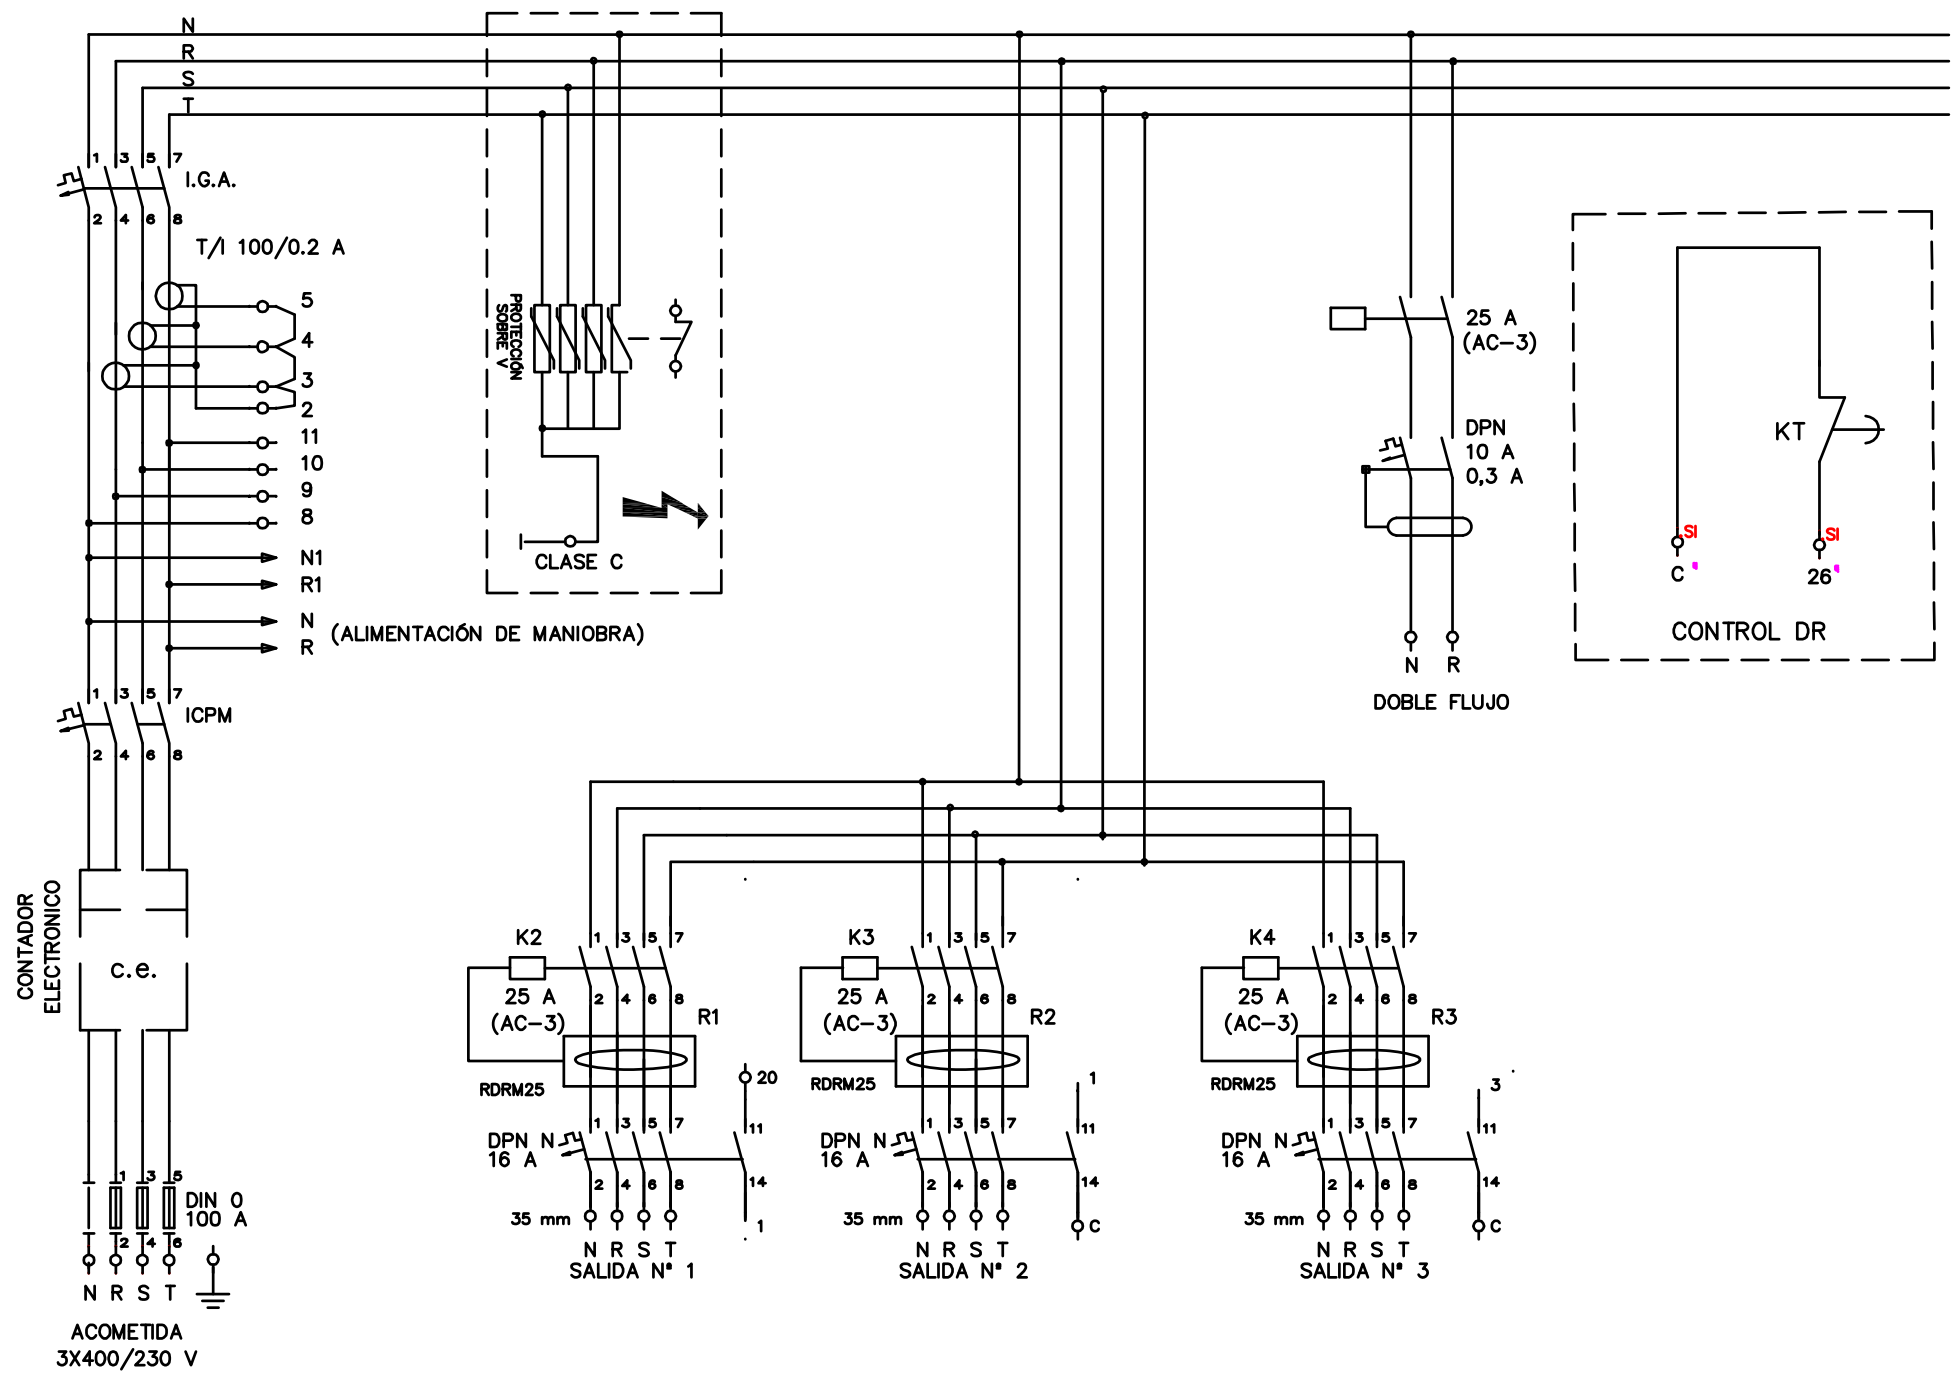 N
R
S
T
1 3 5 7
I.G.A.
2 4 6 8
T/I 100/0.2 A
5
4
3
2
11
10
9
8
N1
R1
N
R
(ALIMENTACIÓN DE MANIOBRA)
1 3 5 7
ICPM
2 4 6 8
CONTADOR
ELECTRONICO
c.e.
1 3 5
DIN 0
100 A
2 4 6
N R S T
ACOMETIDA
3X400/230 V
PROTECCIÓN
SOBRE V
CLASE C
25 A
(AC-3)
DPN
10 A
0,3 A
N R
DOBLE FLUJO
KT
.SI
.SI
C
26
CONTROL DR
K2
1 3 5 7
25 A
(AC-3)
2 4 6 8
R1
RDRM25
20
DPN N
16 A
1 3 5 7
11
2 4 6 8
14
35 mm
1
N R S T
SALIDA Nº 1
K3
1 3 5 7
25 A
(AC-3)
2 4 6 8
R2
RDRM25
1
DPN N
16 A
1 3 5 7
11
2 4 6 8
14
35 mm
C
N R S T
SALIDA Nº 2
K4
1 3 5 7
25 A
(AC-3)
2 4 6 8
R3
RDRM25
3
DPN N
16 A
1 3 5 7
11
2 4 6 8
14
35 mm
C
N R S T
SALIDA Nº 3